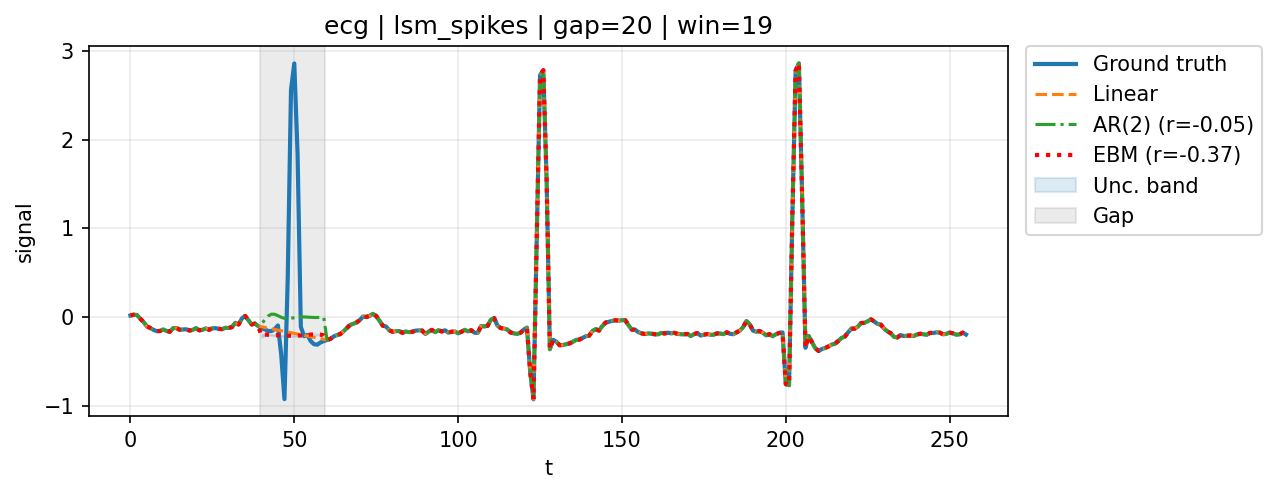 ecg | lsm_spikes | gap=20 | win=19
3
2
1
0
−1
signal
0
50
100
150
200
250
t
Ground truth
Linear
AR(2) (r=-0.05)
EBM (r=-0.37)
Unc. band
Gap